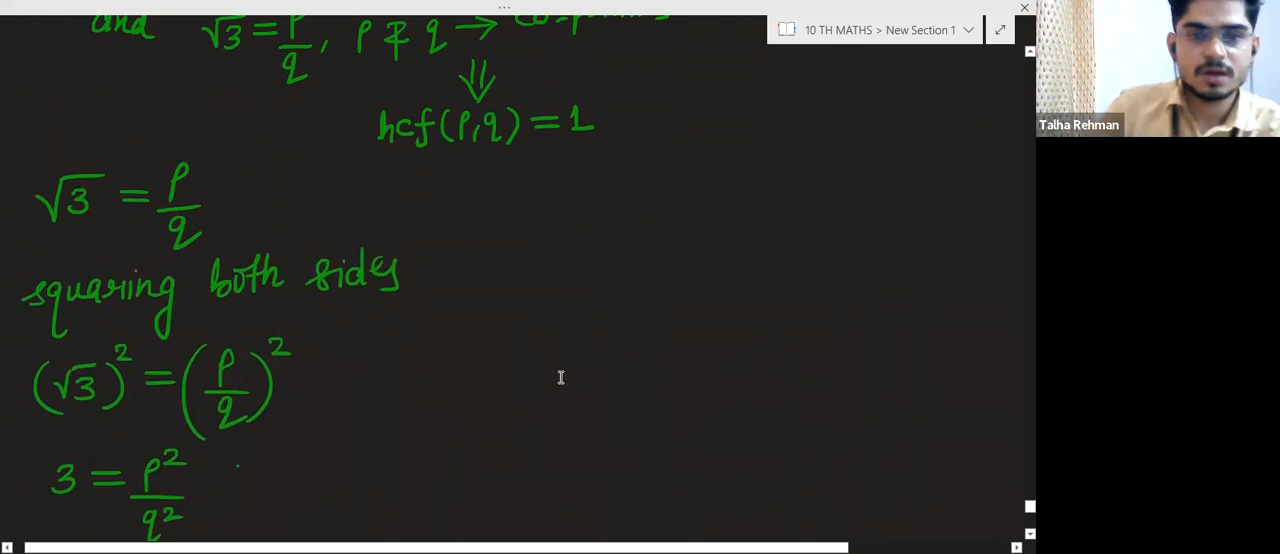 10 TH MATHS > New Section 1
Talha Rehman
and √3 = p/q, p & q →
hcf(p,q) = 1
√3 = p/q
squaring both sides
(√3)² = (p/q)²
3 = p²/q²